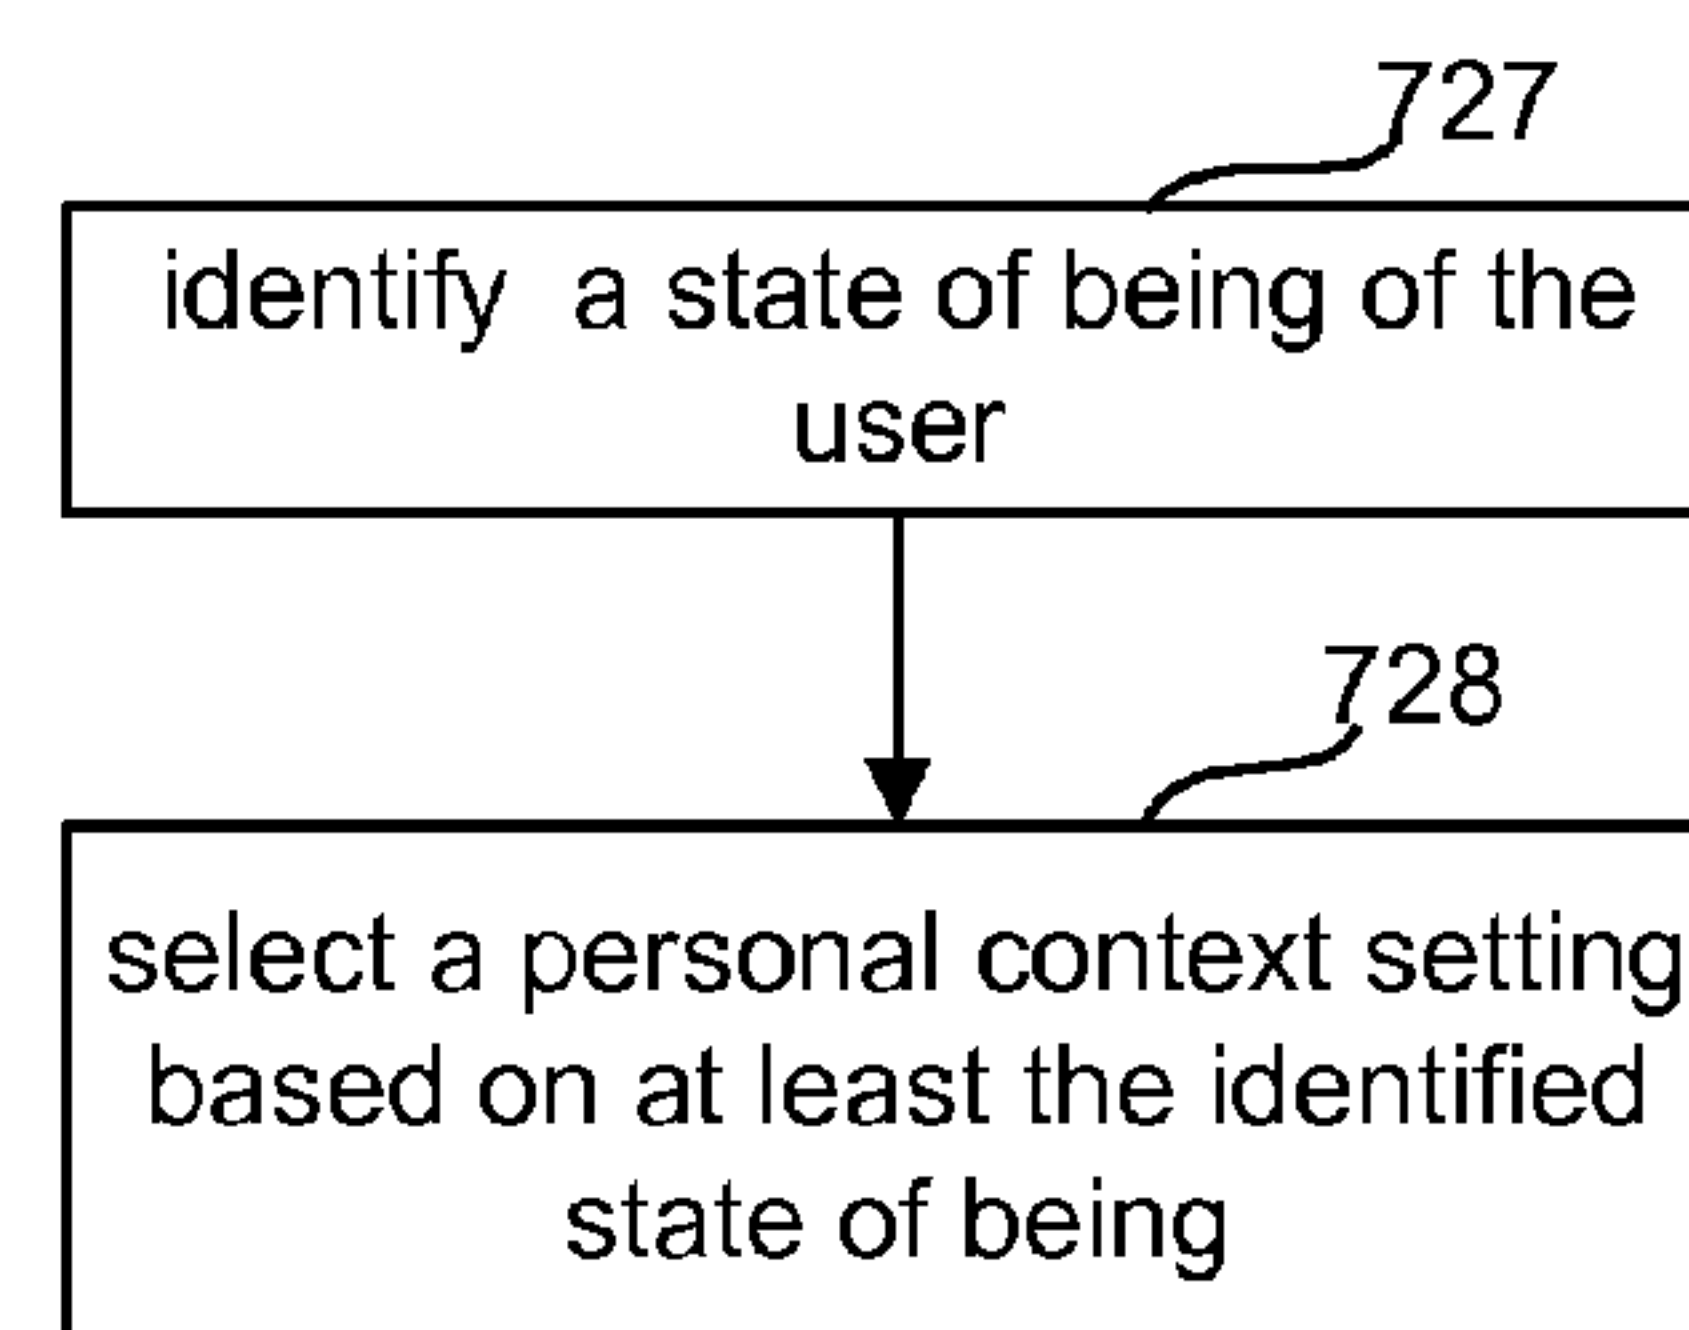 727
identify a state of being of the
user
728
select a personal context setting
based on at least the identified
state of being